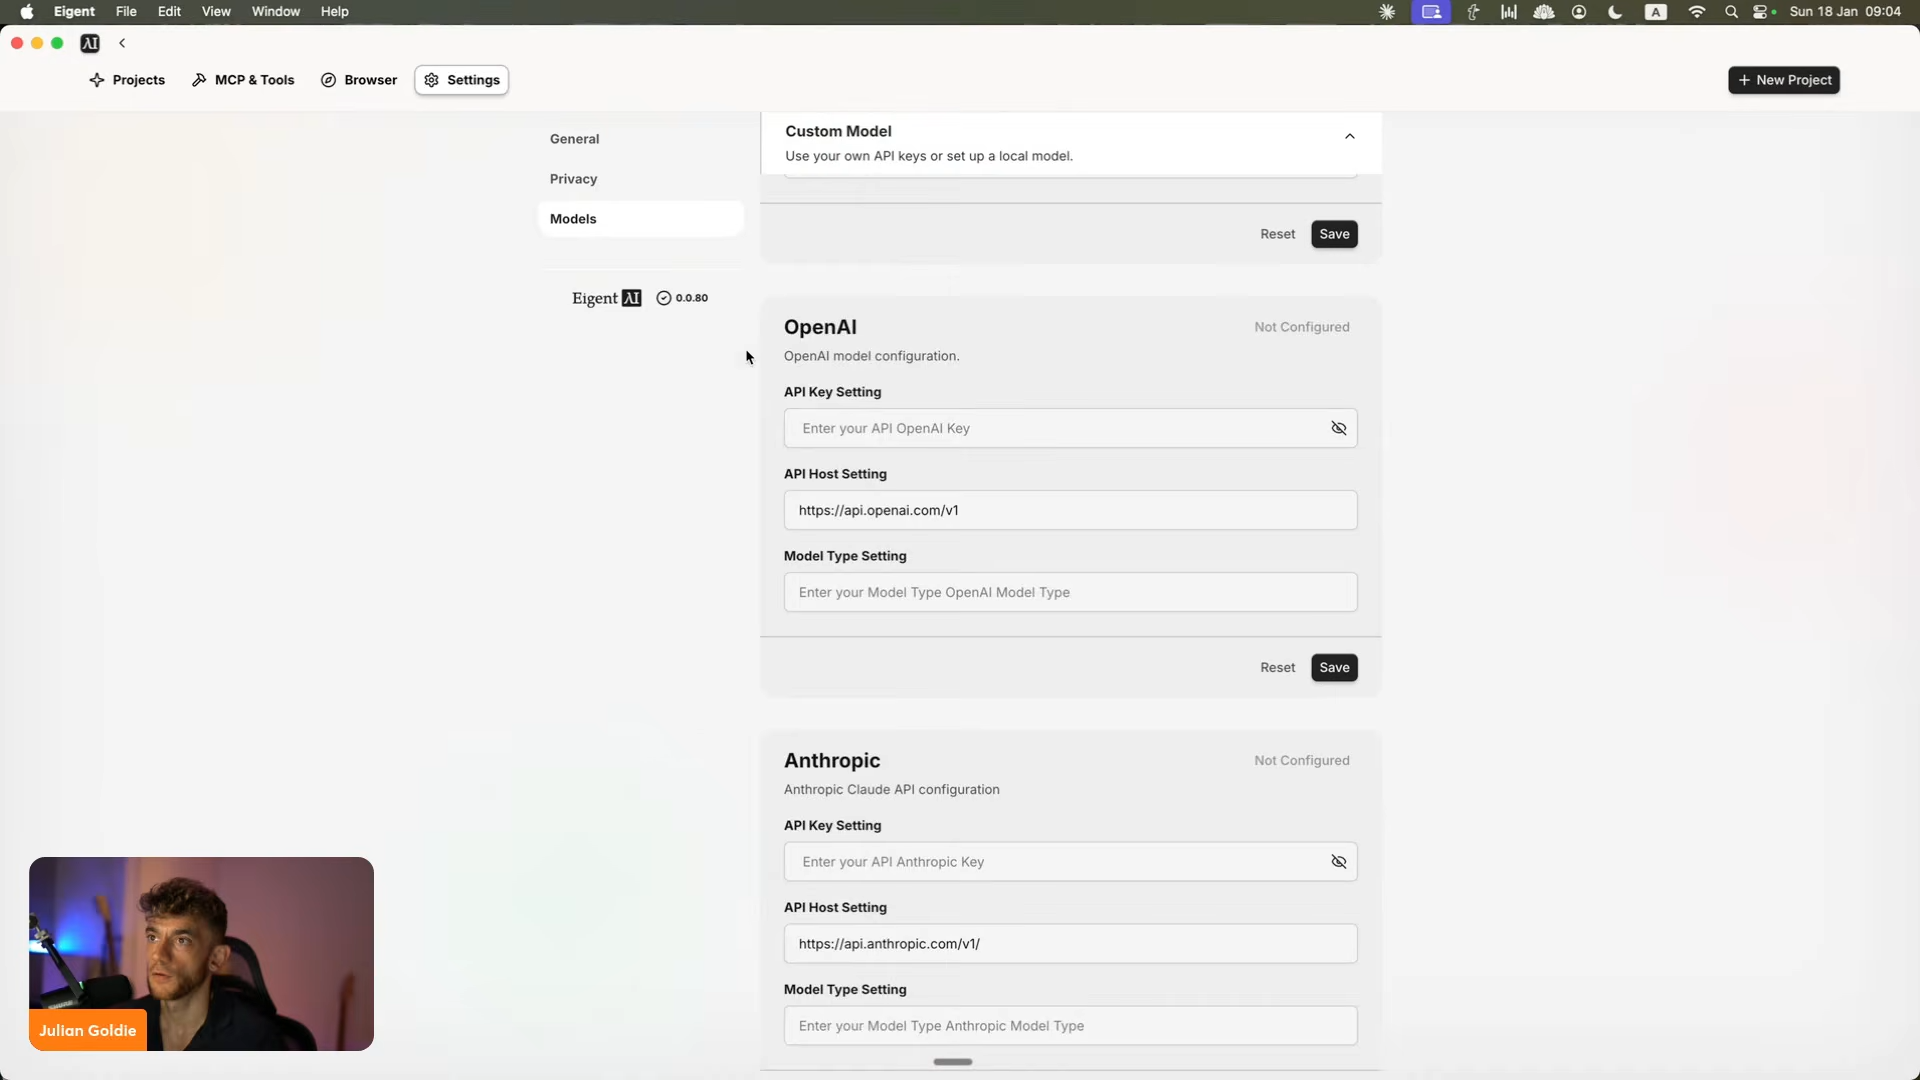 Eigent File Edit View Window Help
A Sun 18 Jan 09:04
Projects MCP & Tools Browser Settings
+ New Project
General
Privacy
Models
Eigent 0.0.80
Custom Model
Use your own API keys or set up a local model.
Reset Save
OpenAI Not Configured
OpenAI model configuration.
API Key Setting
Enter your API OpenAI Key
API Host Setting
https://api.openai.com/v1
Model Type Setting
Enter your Model Type OpenAI Model Type
Reset Save
Anthropic Not Configured
Anthropic Claude API configuration
API Key Setting
Enter your API Anthropic Key
API Host Setting
https://api.anthropic.com/v1/
Model Type Setting
Enter your Model Type Anthropic Model Type
Julian Goldie